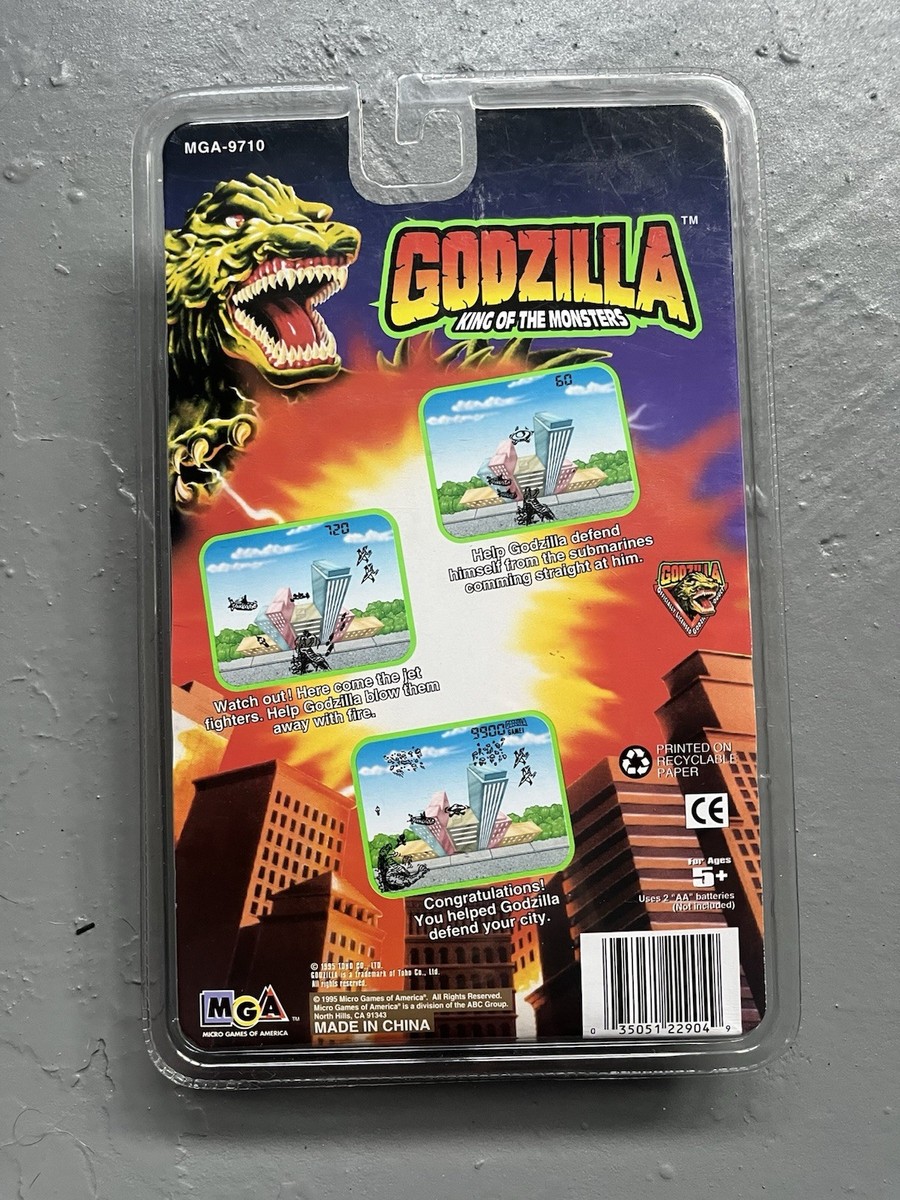 MGA-9710
GODZILLA™
KING OF THE MONSTERS
60
Help Godzilla defend
himself from the submarines
comming straight at him.
720
Watch out! Here come the jet
fighters. Help Godzilla blow them
away with fire.
GODZILLA
OFFICIALLY LICENSED
9900
GAME1
Congratulations!
You helped Godzilla
defend your city.
PRINTED ON
RECYCLABLE
PAPER
CE
For Ages
5+
Uses 2 "AA" batteries
(Not included)
© 1995 TOHO CO., LTD.
GODZILLA is a trademark of Toho Co., Ltd.
All rights reserved.
MGA™
MICRO GAMES OF AMERICA
© 1995 Micro Games of America®. All Rights Reserved.
Micro Games of America® is a division of the ABC Group.
North Hills, CA 91343
MADE IN CHINA
0 35051 22904 9